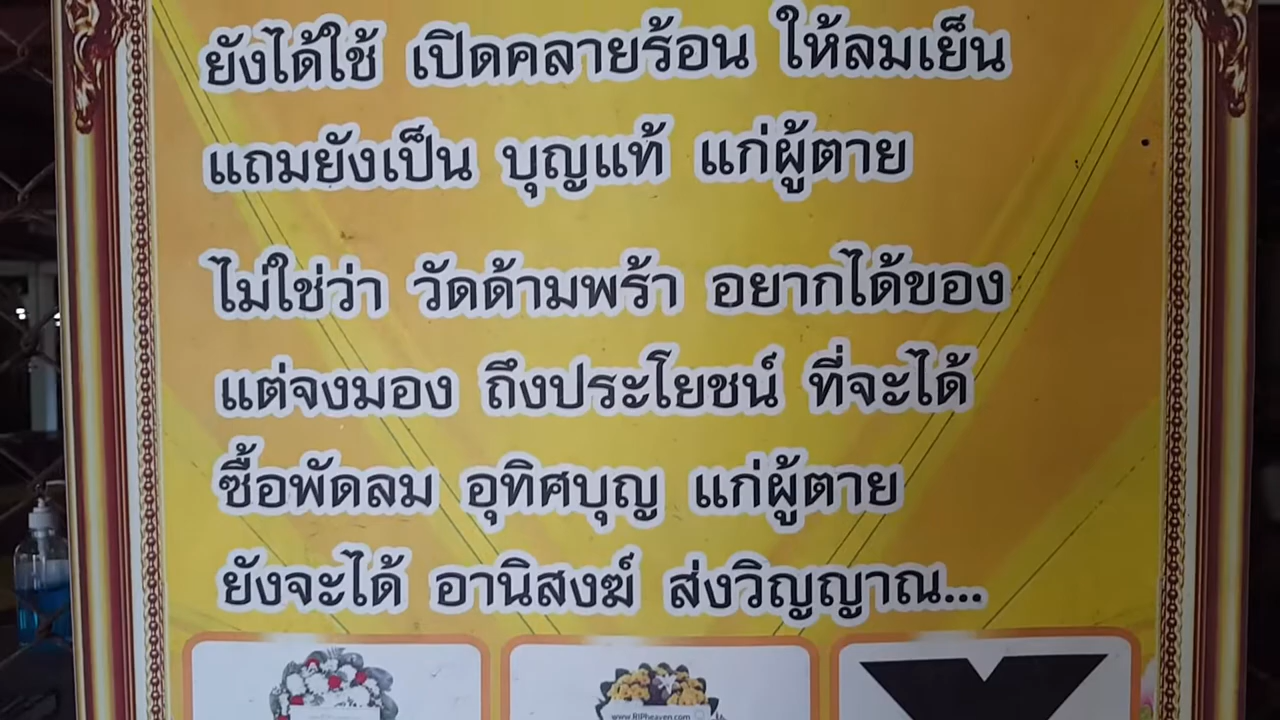 ยังได้ใช้ เปิดคลายร้อน ให้ลมเย็น
แถมยังเป็น บุญแท้ แก่ผู้ตาย
ไม่ใช่ว่า วัดด้ามพร้า อยากได้ของ
แต่จงมอง ถึงประโยชน์ ที่จะได้
ซื้อพัดลม อุทิศบุญ แก่ผู้ตาย
ยังจะได้ อานิสงฆ์ ส่งวิญญาณ...
www.RIPheaven.com